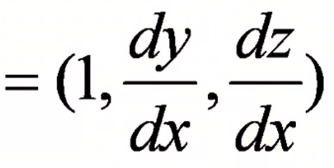 = (1, dy/dx, dz/dx)